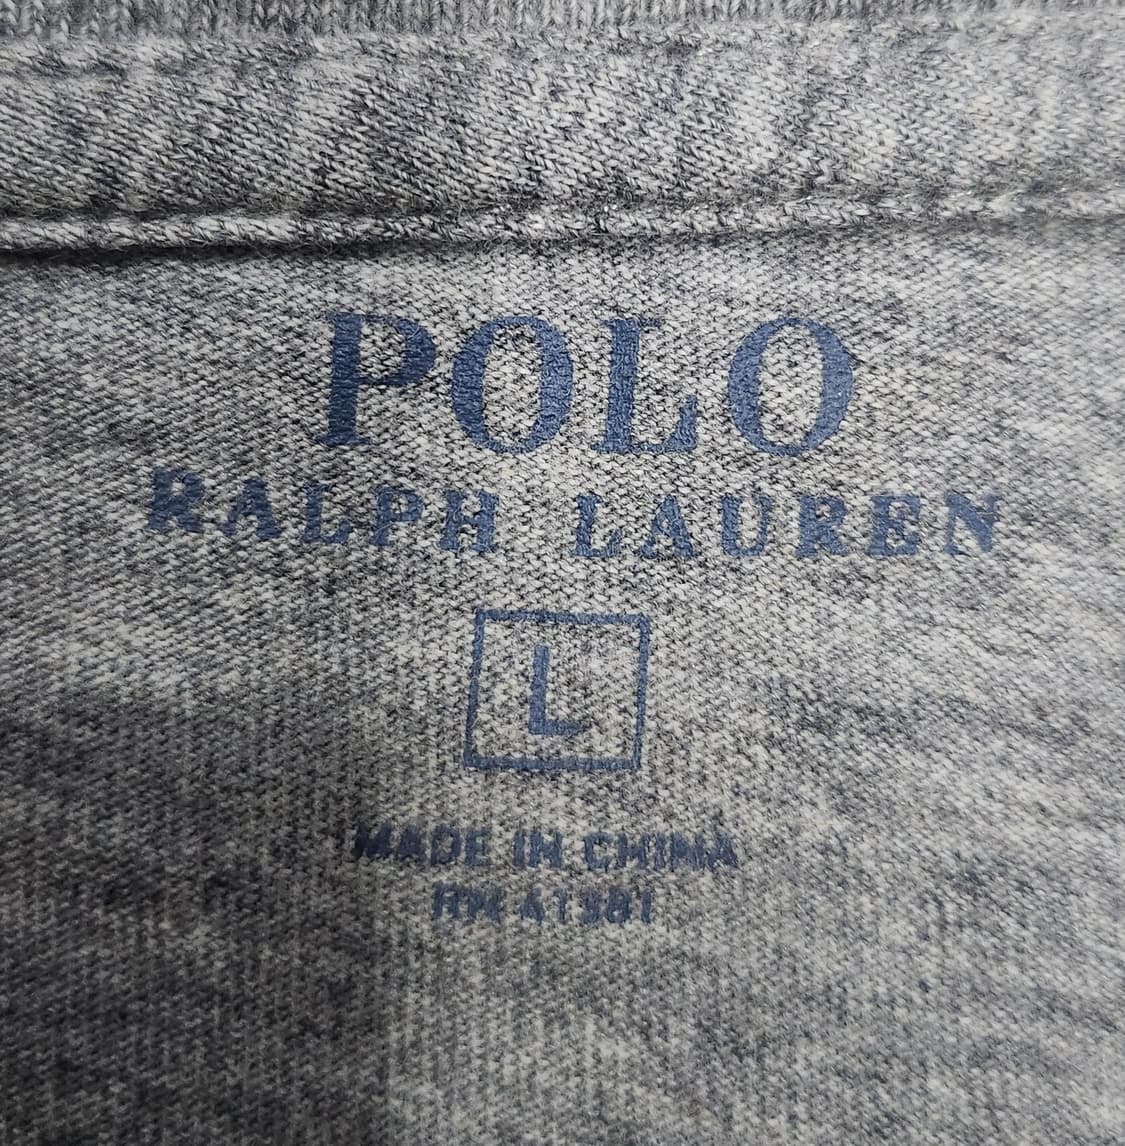 POLO
RALPH LAUREN
L
MADE IN CHINA
RN 41381